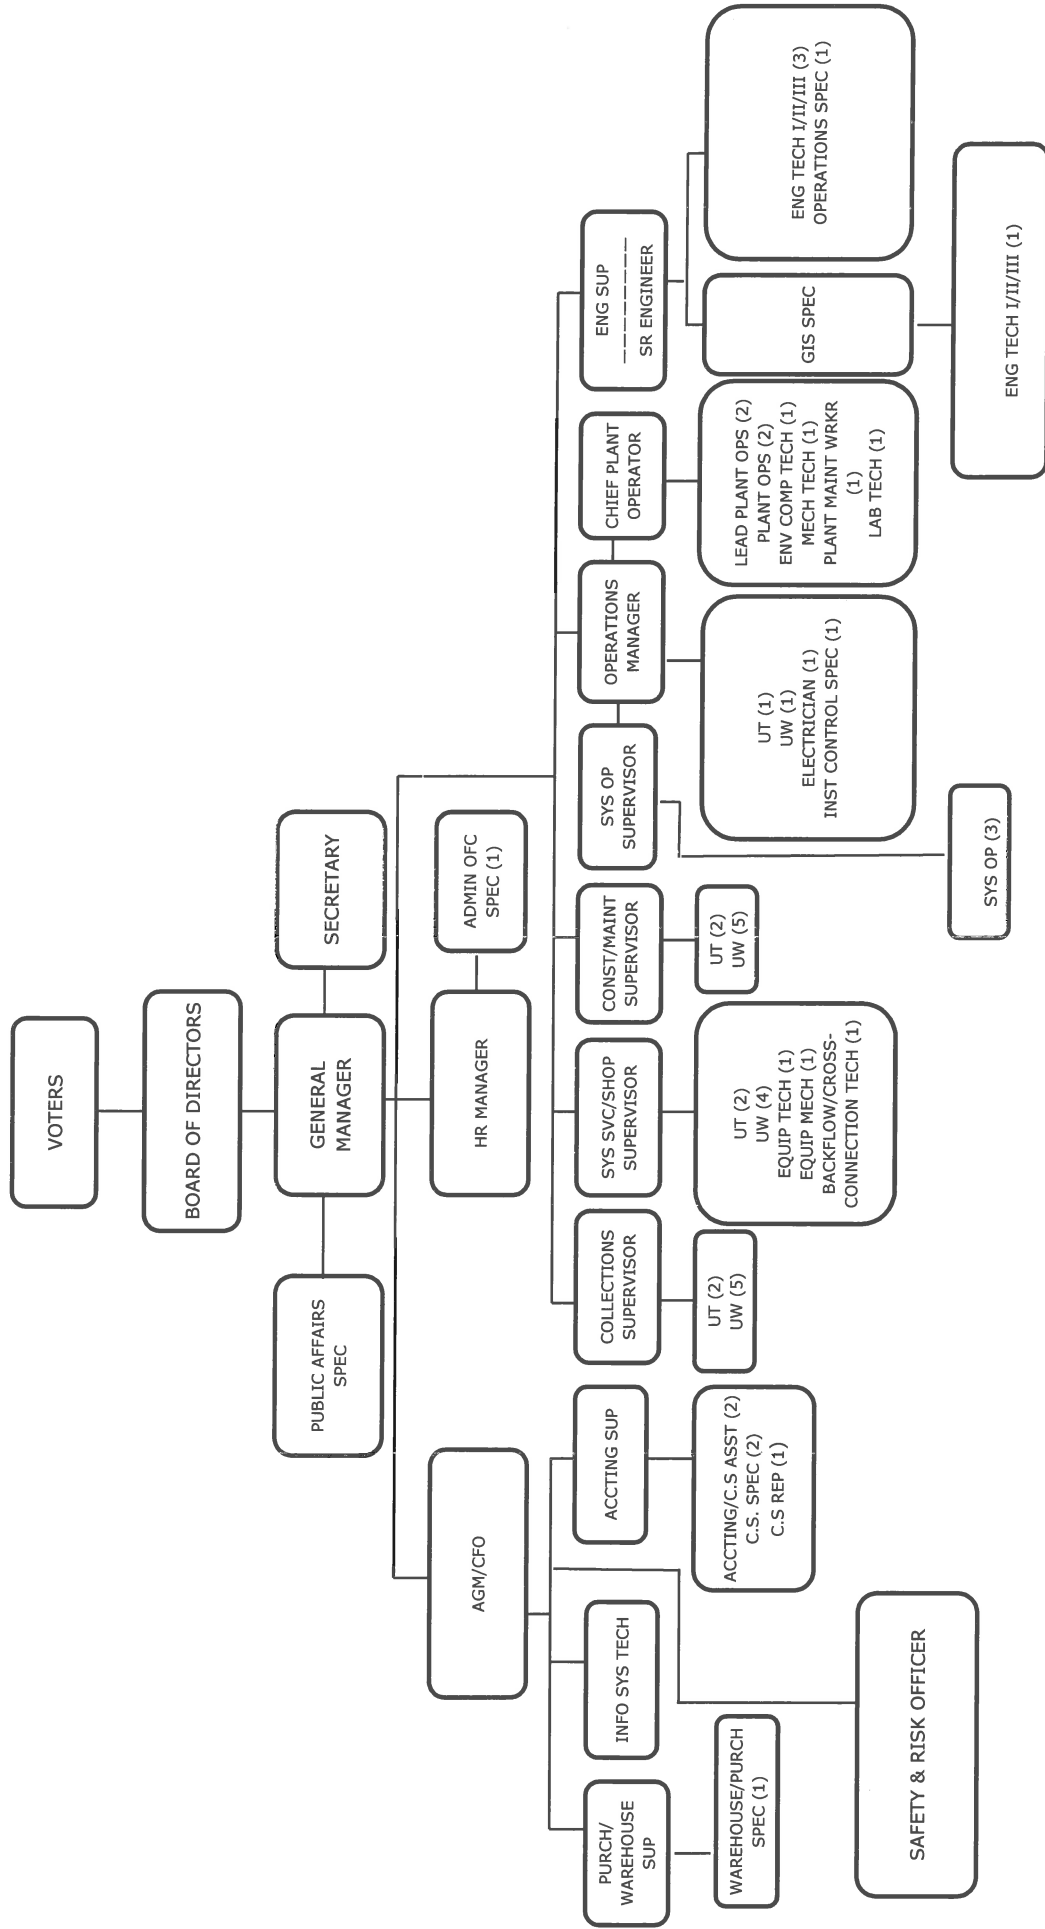 VOTERS
BOARD OF DIRECTORS
PUBLIC AFFAIRS
SPEC
GENERAL
MANAGER
SECRETARY
AGM/CFO
HR MANAGER
ADMIN OFC
SPEC (1)
PURCH/
WAREHOUSE
SUP
INFO SYS TECH
ACCTING SUP
COLLECTIONS
SUPERVISOR
SYS SVC/SHOP
SUPERVISOR
CONST/MAINT
SUPERVISOR
SYS OP
SUPERVISOR
OPERATIONS
MANAGER
CHIEF PLANT
OPERATOR
ENG SUP
---------
SR ENGINEER
WAREHOUSE/PURCH
SPEC (1)
ACCTING/C.S ASST (2)
C.S. SPEC (2)
C.S REP (1)
UT (2)
UW (5)
UT (2)
UW (4)
EQUIP TECH (1)
EQUIP MECH (1)
BACKFLOW/CROSS-
CONNECTION TECH (1)
UT (2)
UW (5)
UT (1)
UW (1)
ELECTRICIAN (1)
INST CONTROL SPEC (1)
LEAD PLANT OPS (2)
PLANT OPS (2)
ENV COMP TECH (1)
MECH TECH (1)
PLANT MAINT WRKR
(1)
LAB TECH (1)
GIS SPEC
ENG TECH I/II/III (3)
OPERATIONS SPEC (1)
SAFETY & RISK OFFICER
SYS OP (3)
ENG TECH I/II/III (1)